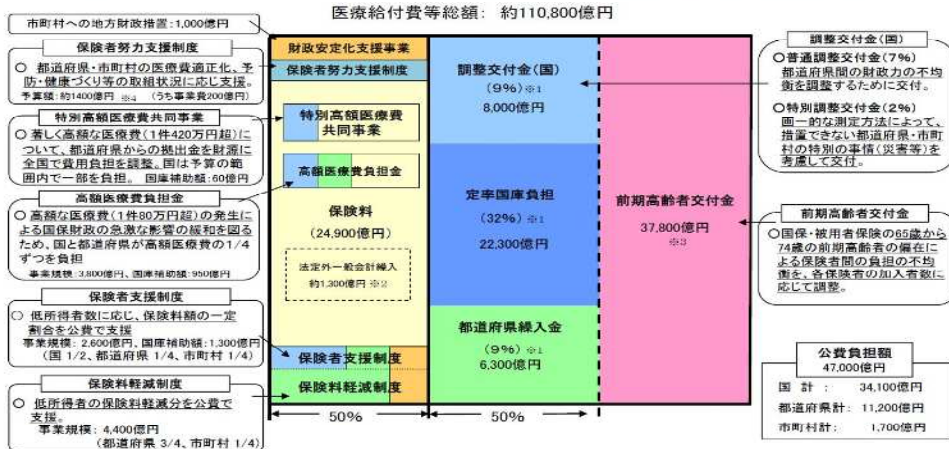 医療給付費等総額： 約110,800億円
市町村への地方財政措置：1,000億円
保険者努力支援制度
○ 都道府県・市町村の医療費適正化、予
防・健康づくり等の取組状況に応じ支援。
予算額：約1400億円 ※4 （うち事業費200億円）
特別高額医療費共同事業
○ 著しく高額な医療費（1件420万円超）に
ついて、都道府県からの拠出金を財源に
全国で費用負担を調整。国は予算の範
囲内で一部を負担。 国庫補助額：60億円
高額医療費負担金
○ 高額な医療費（1件80万円超）の発生に
よる国保財政の急激な影響の緩和を図る
ため、国と都道府県が高額医療費の1/4
ずつを負担
事業規模：3,800億円、国庫補助額：950億円
保険者支援制度
○ 低所得者数に応じ、保険料額の一定
割合を公費で支援
事業規模：2,600億円、国庫補助額：1,300億円
（国 1/2、都道府県 1/4、市町村 1/4）
保険料軽減制度
○ 低所得者の保険料軽減分を公費で
支援。
事業規模： 4,400億円
（都道府県 3/4、市町村 1/4）
財政安定化支援事業
保険者努力支援制度
特別高額医療費
共同事業
高額医療費負担金
保険料
（24,900億円）
法定外一般会計繰入
約1,300億円 ※2
保険者支援制度
保険料軽減制度
50%
調整交付金（国）
（9%） ※1
8,000億円
定率国庫負担
（32%） ※1
22,300億円
都道府県繰入金
（9%） ※1
6,300億円
50%
前期高齢者交付金
37,800億円
※3
調整交付金（国）
○普通調整交付金（7%）
都道府県間の財政力の不均
衡を調整するために交付。
○特別調整交付金（2%）
画一的な測定方法によって、
措置できない都道府県・市町
村の特別の事情（災害等）を
考慮して交付。
前期高齢者交付金
○国保・被用者保険の65歳から
74歳の前期高齢者の偏在に
よる保険者間の負担の不均
衡を、各保険者の加入者数に
応じて調整。
公費負担額
47,000億円
国 計 ： 34,100億円
都道府県計： 11,200億円
市町村計： 1,700億円